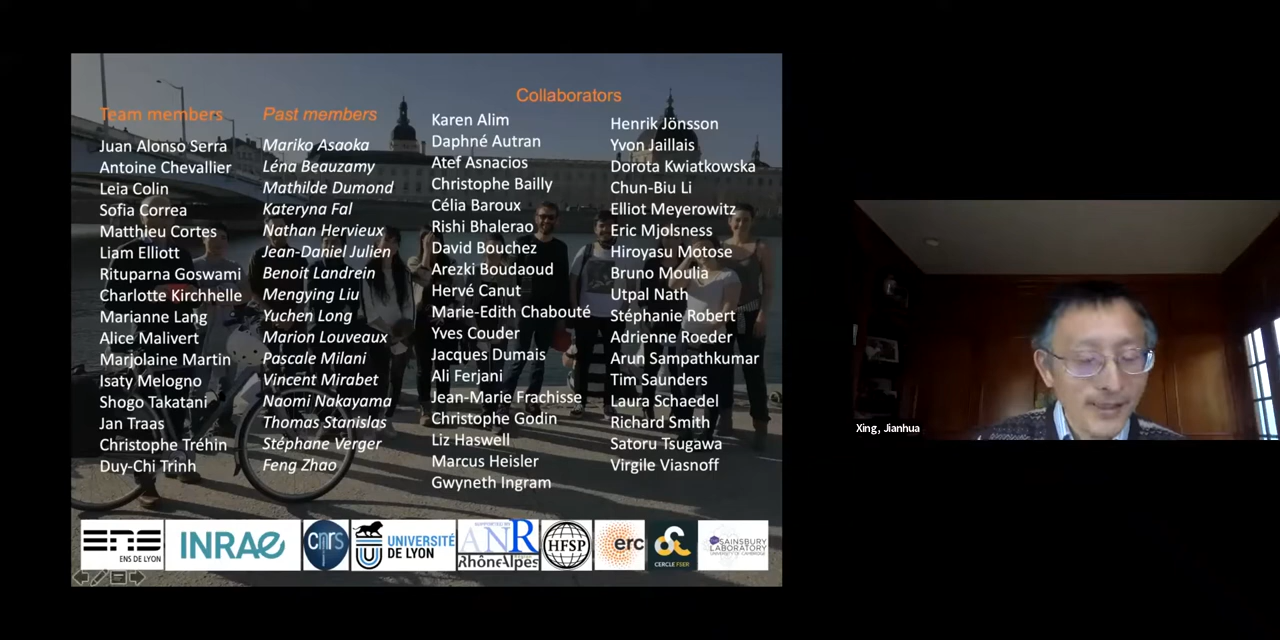 Team members
Juan Alonso Serra
Antoine Chevallier
Leia Colin
Sofia Correa
Matthieu Cortes
Liam Elliott
Rituparna Goswami
Charlotte Kirchhelle
Marianne Lang
Alice Malivert
Marjolaine Martin
Isaty Melogno
Shogo Takatani
Jan Traas
Christophe Tréhin
Duy-Chi Trinh
Past members
Mariko Asaoka
Léna Beauzamy
Mathilde Dumond
Kateryna Fal
Nathan Hervieux
Jean-Daniel Julien
Benoit Landrein
Mengying Liu
Yuchen Long
Marion Louveaux
Pascale Milani
Vincent Mirabet
Naomi Nakayama
Thomas Stanislas
Stéphane Verger
Feng Zhao
Collaborators
Karen Alim
Daphné Autran
Atef Asnacios
Christophe Bailly
Célia Baroux
Rishi Bhalerao
David Bouchez
Arezki Boudaoud
Hervé Canut
Marie-Edith Chabouté
Yves Couder
Jacques Dumais
Ali Ferjani
Jean-Marie Frachisse
Christophe Godin
Liz Haswell
Marcus Heisler
Gwyneth Ingram
Henrik Jönsson
Yvon Jaillais
Dorota Kwiatkowska
Chun-Biu Li
Elliot Meyerowitz
Eric Mjolsness
Hiroyasu Motose
Bruno Moulia
Utpal Nath
Stéphanie Robert
Adrienne Roeder
Arun Sampathkumar
Tim Saunders
Laura Schaedel
Richard Smith
Satoru Tsugawa
Virgile Viasnoff
Xing, Jianhua
ENS
ENS DE LYON
INRAE
cnrs
UNIVERSITÉ
DE LYON
SUPPORTED BY
ANR
RhôneAlpes
HFSP
erc
CERCLE FSER
SAINSBURY
LABORATORY